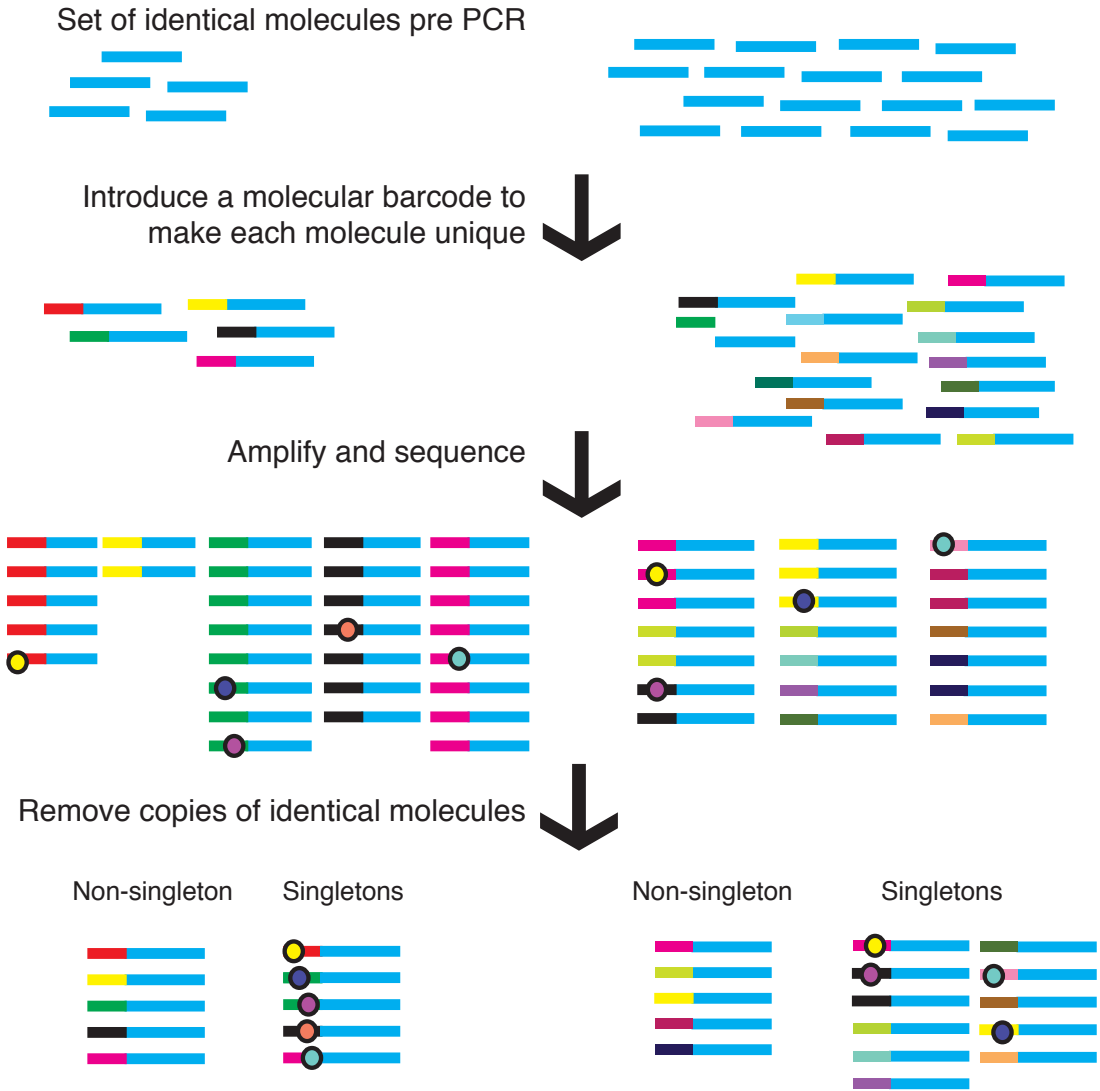 Set of identical molecules pre PCR
Introduce a molecular barcode to
make each molecule unique
Amplify and sequence
Remove copies of identical molecules
Non-singleton
Singletons
Non-singleton
Singletons